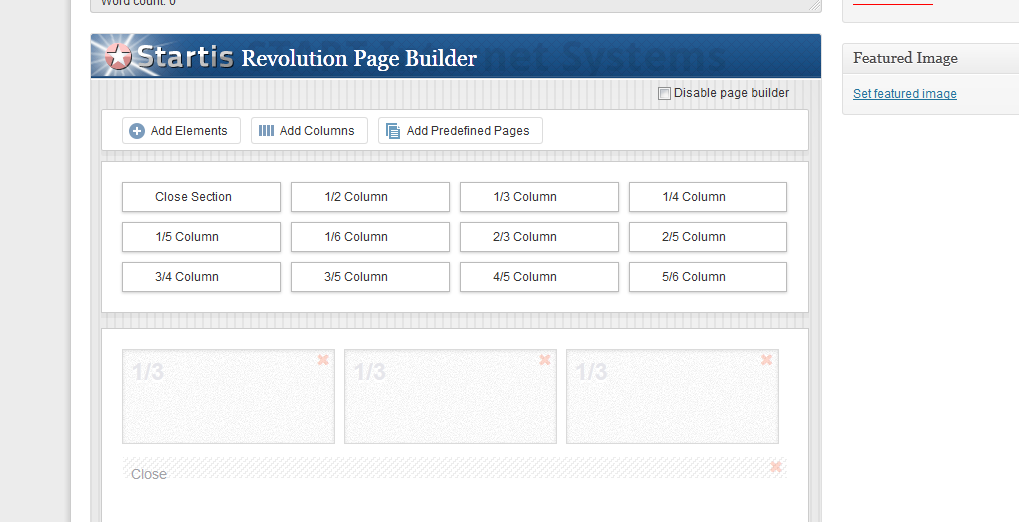 Word count: 0
Startis Revolution Page Builder
Disable page builder
Add Elements
Add Columns
Add Predefined Pages
Close Section
1/2 Column
1/3 Column
1/4 Column
1/5 Column
1/6 Column
2/3 Column
2/5 Column
3/4 Column
3/5 Column
4/5 Column
5/6 Column
1/3
1/3
1/3
Close
Featured Image
Set featured image